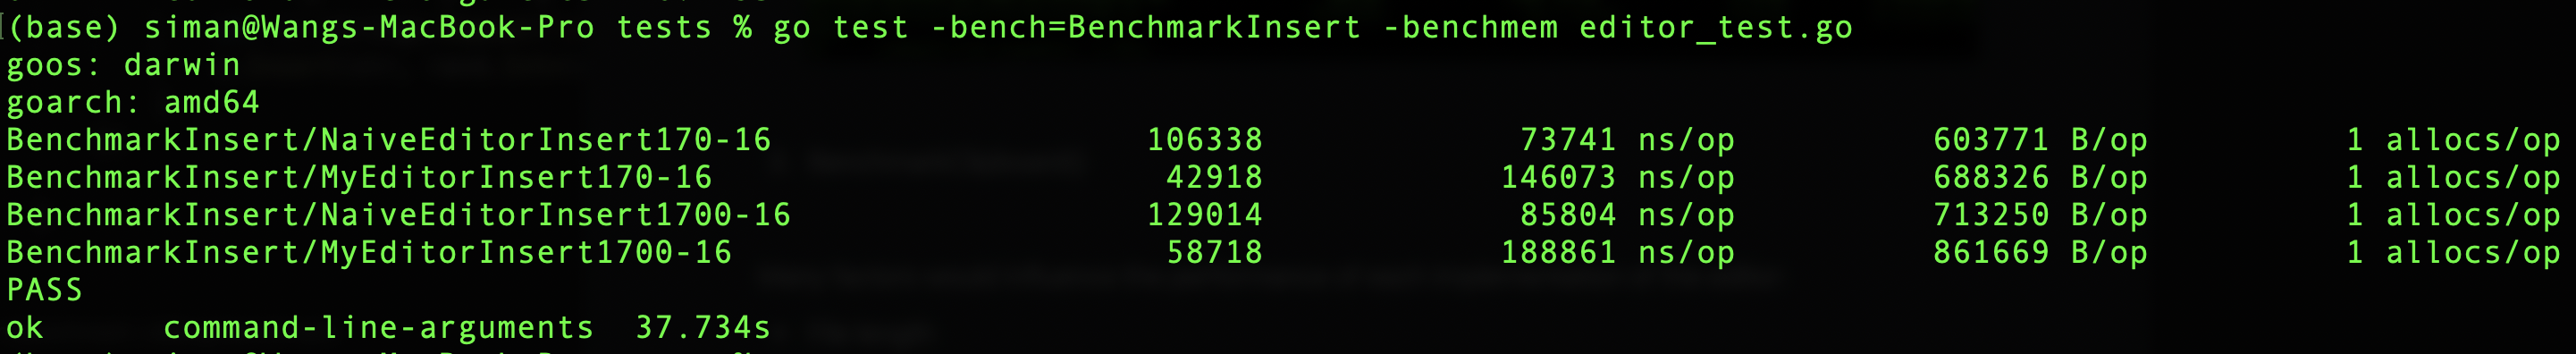 (base) siman@Wangs-MacBook-Pro tests % go test -bench=BenchmarkInsert -benchmem editor_test.go
goos: darwin
goarch: amd64
BenchmarkInsert/NaiveEditorInsert170-16 106338 73741 ns/op 603771 B/op 1 allocs/op
BenchmarkInsert/MyEditorInsert170-16 42918 146073 ns/op 688326 B/op 1 allocs/op
BenchmarkInsert/NaiveEditorInsert1700-16 129014 85804 ns/op 713250 B/op 1 allocs/op
BenchmarkInsert/MyEditorInsert1700-16 58718 188861 ns/op 861669 B/op 1 allocs/op
PASS
ok command-line-arguments 37.734s